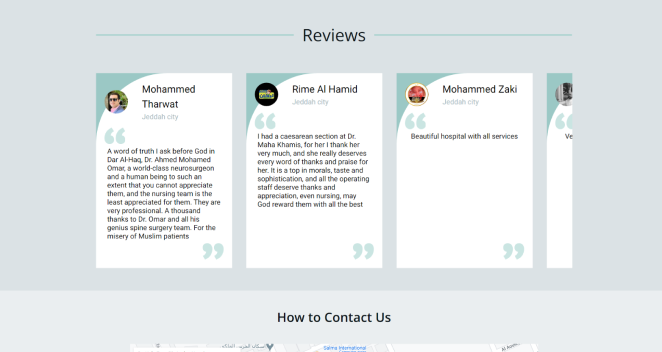 Reviews
Mohammed
Tharwat
Jeddah city
A word of truth I ask before God in
Dar Al-Haq, Dr. Ahmed Mohamed
Omar, a world-class neurosurgeon
and a human being to such an
extent that you cannot appreciate
them, and the nursing team is the
least appreciated for them. They are
very professional. A thousand
thanks to Dr. Omar and all his
genius spine surgery team. For the
misery of Muslim patients
Rime Al Hamid
Jeddah city
I had a caesarean section at Dr.
Maha Khamis, for her I thank her
very much, and she really deserves
every word of thanks and praise for
her. It is a top in morals, taste and
sophistication, and all the operating
staff deserve thanks and
appreciation, even nursing, may
God reward them with all the best
Mohammed Zaki
Jeddah city
Beautiful hospital with all services
Ve
How to Contact Us
Salma International